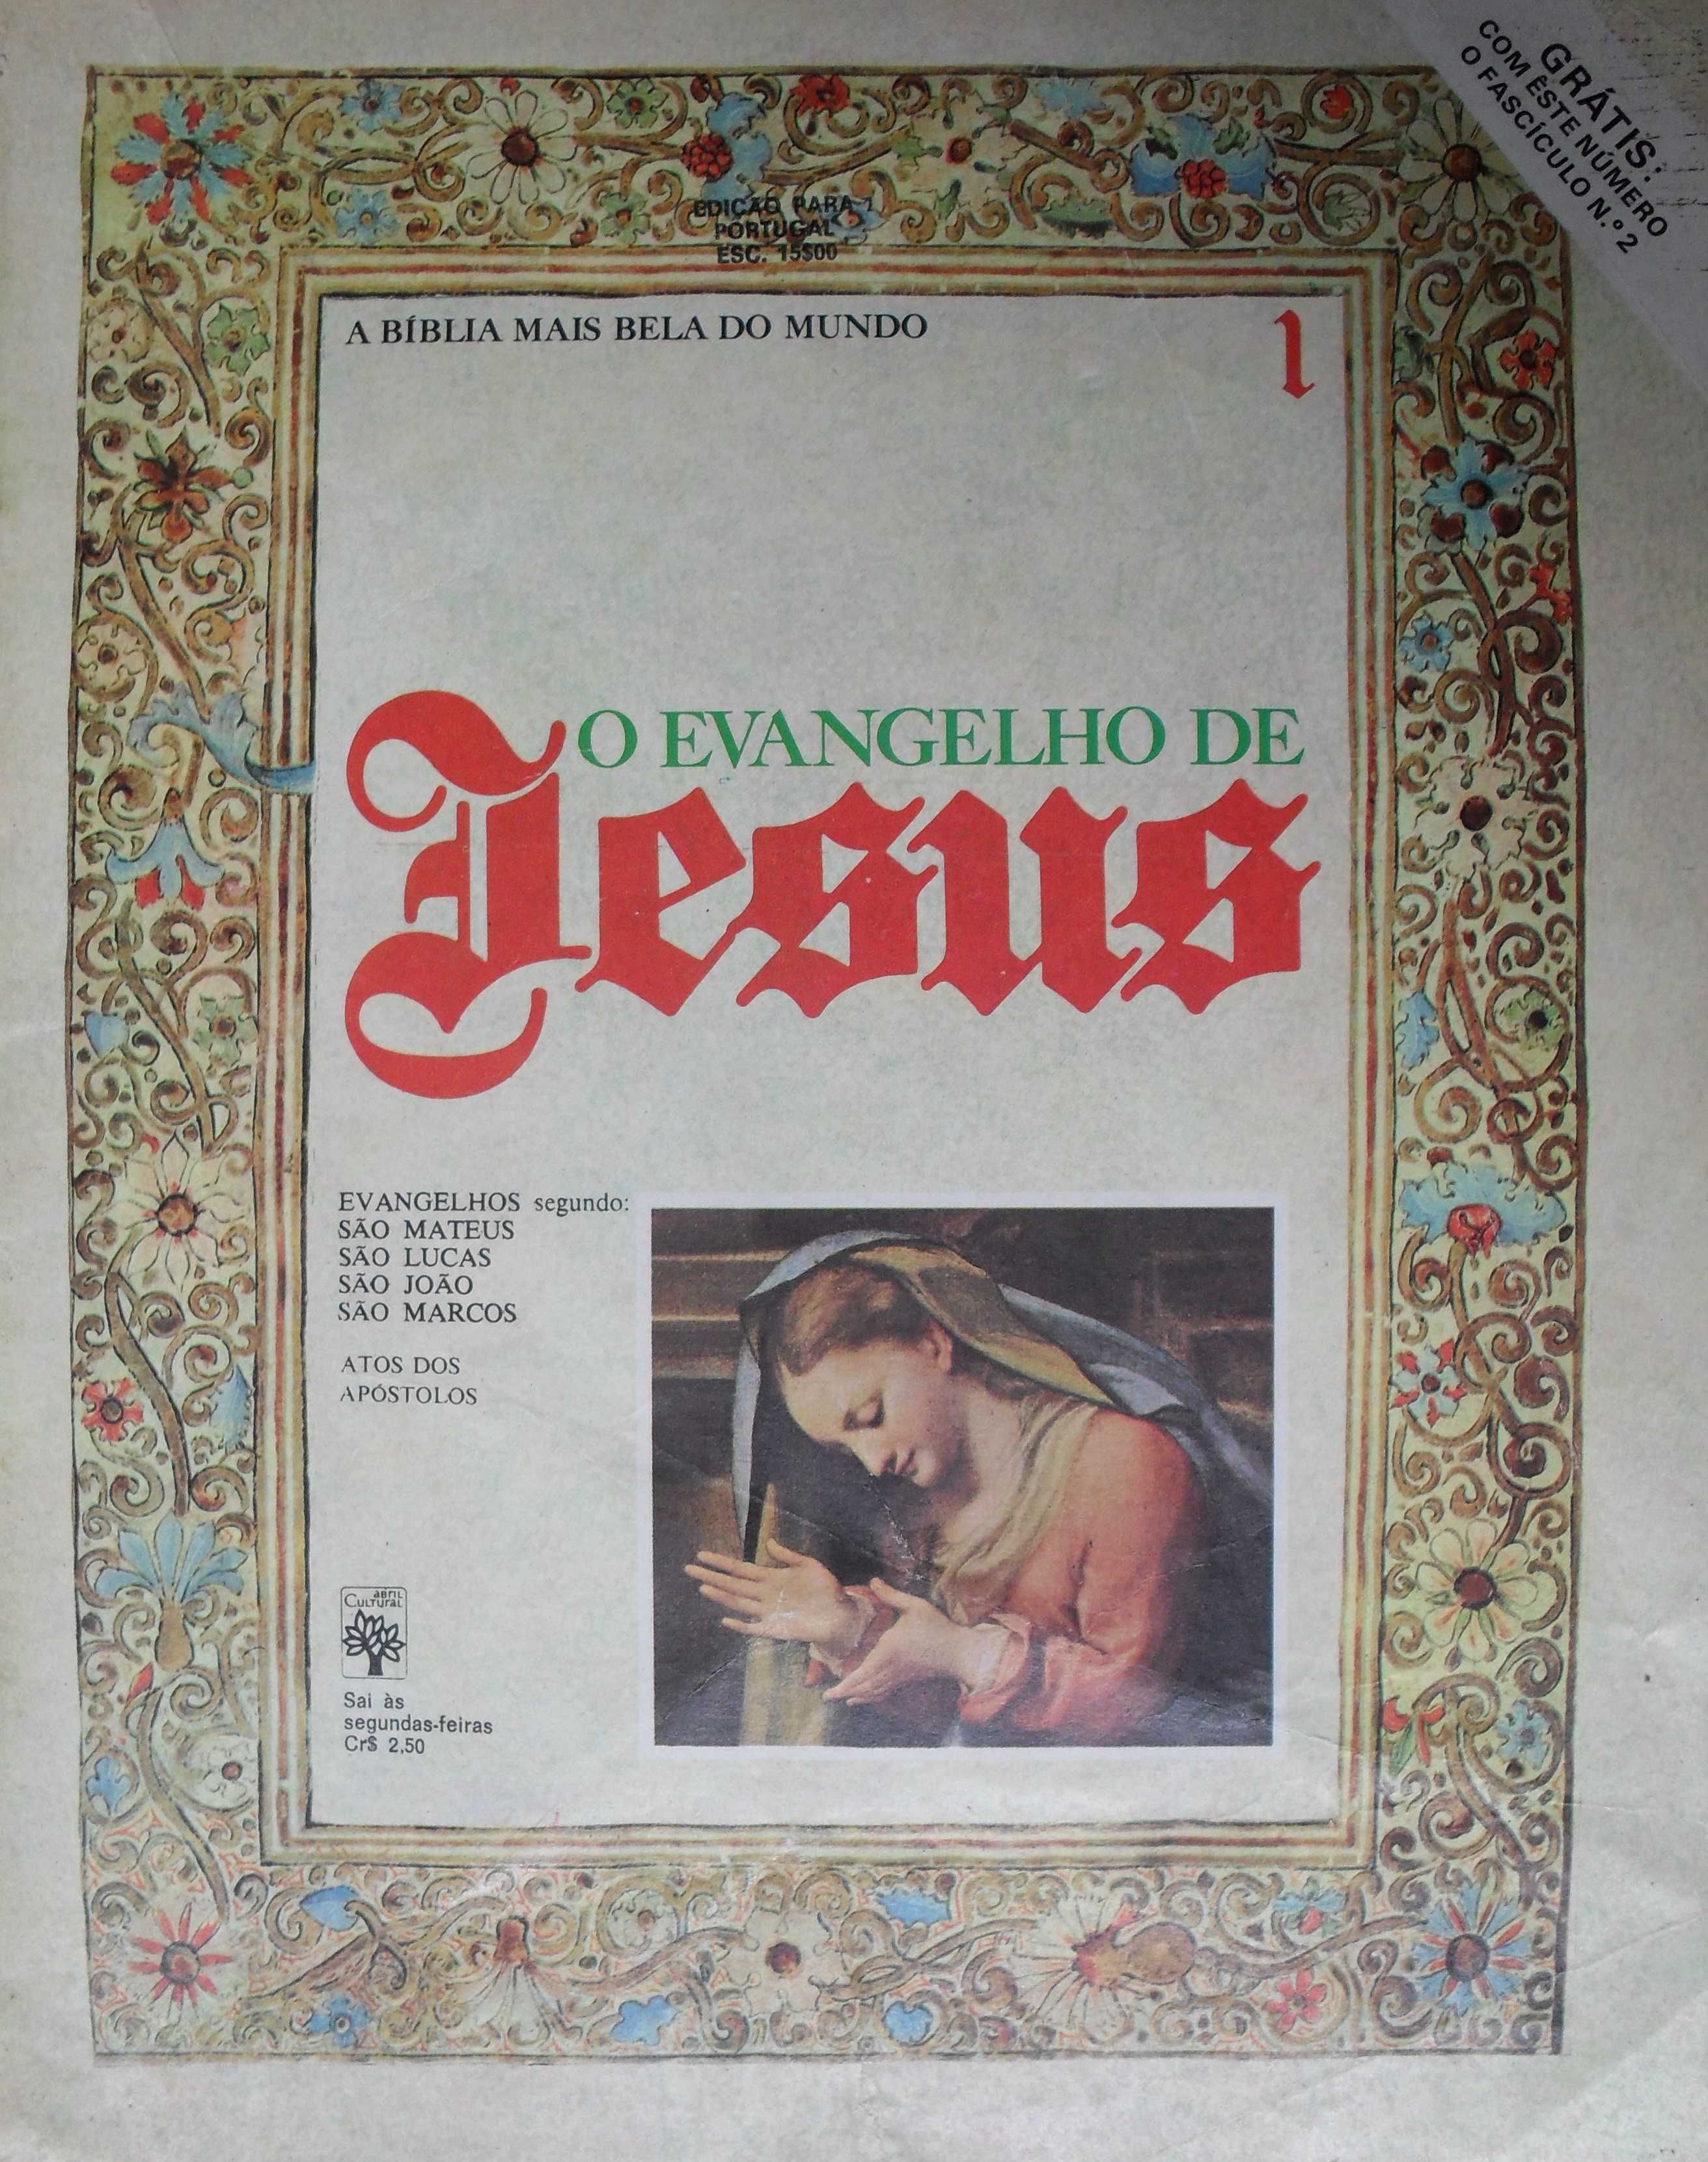 GRÁTIS:
COM ÊSTE NÚMERO
O FASCÍCULO N.º 2
EDIÇÃO PARA
PORTUGAL
ESC. 15$00
A BÍBLIA MAIS BELA DO MUNDO
1
O EVANGELHO DE
Jesus
EVANGELHOS segundo:
SÃO MATEUS
SÃO LUCAS
SÃO JOÃO
SÃO MARCOS
ATOS DOS
APÓSTOLOS
abril
Cultural
Sai às
segundas-feiras
Cr$ 2,50